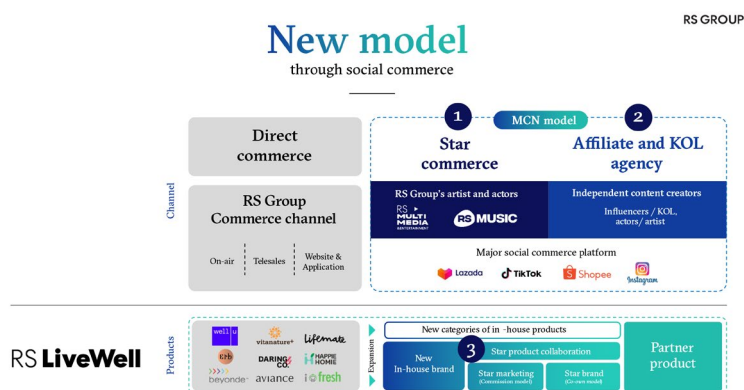 RS GROUP
New model
through social commerce
1
MCN model
2
Direct
commerce
Star
commerce
Affiliate and KOL
agency
Channel
RS Group
Commerce channel
On-air
Telesales
Website &
Application
RS Group's artist and actors
RS
MULTI
MEDIA
&ENTERTAINMENT
RS MUSIC
Independent content creators
Influencers / KOL,
actors/ artist
Major social commerce platform
Lazada
TikTok
Shopee
Instagram
RS LiveWell
Products
well u
vitanature+
lifemate
DARING
CO.
HAPPIE
HOMIE
beyonde
aviance
fresh
Expansion
New categories of in -house products
New
In-house brand
3
Star product collaboration
Star marketing
(Commission model)
Star brand
(Co-own model)
Partner
product